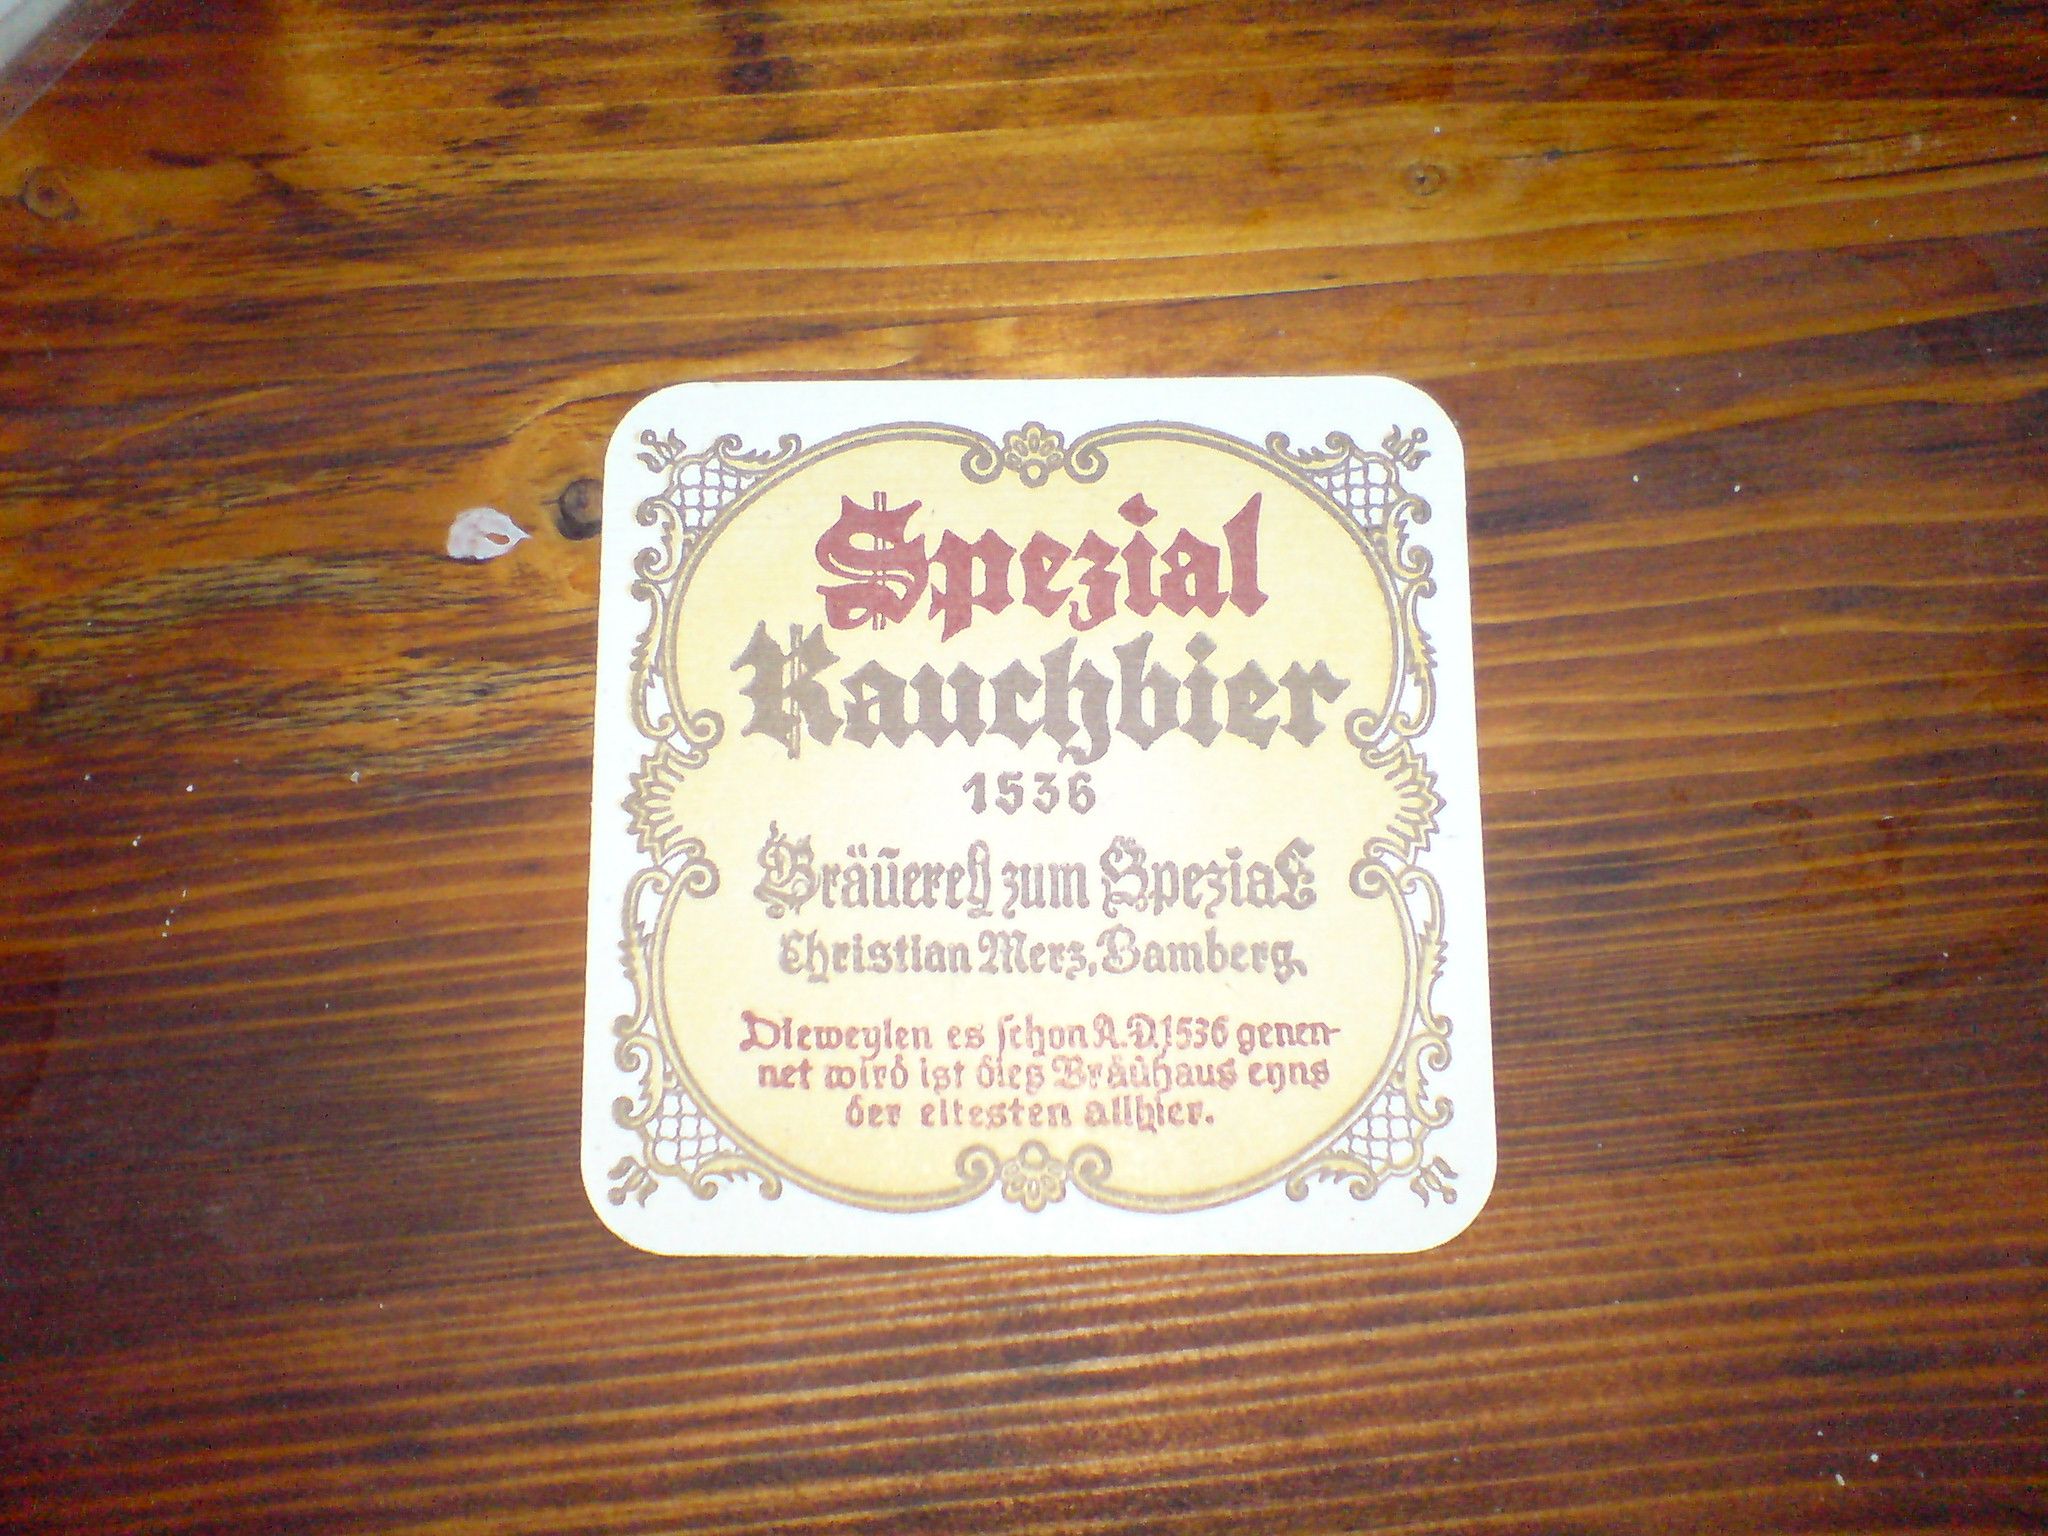 Spezial
Rauchbier
1536
Bräuerey zum Spezial
Christian Merz, Bamberg,
Dieweylen es schon A.D.1536 genen-
net wird ist dies Bräuhaus eyns
der eltesten allhier.